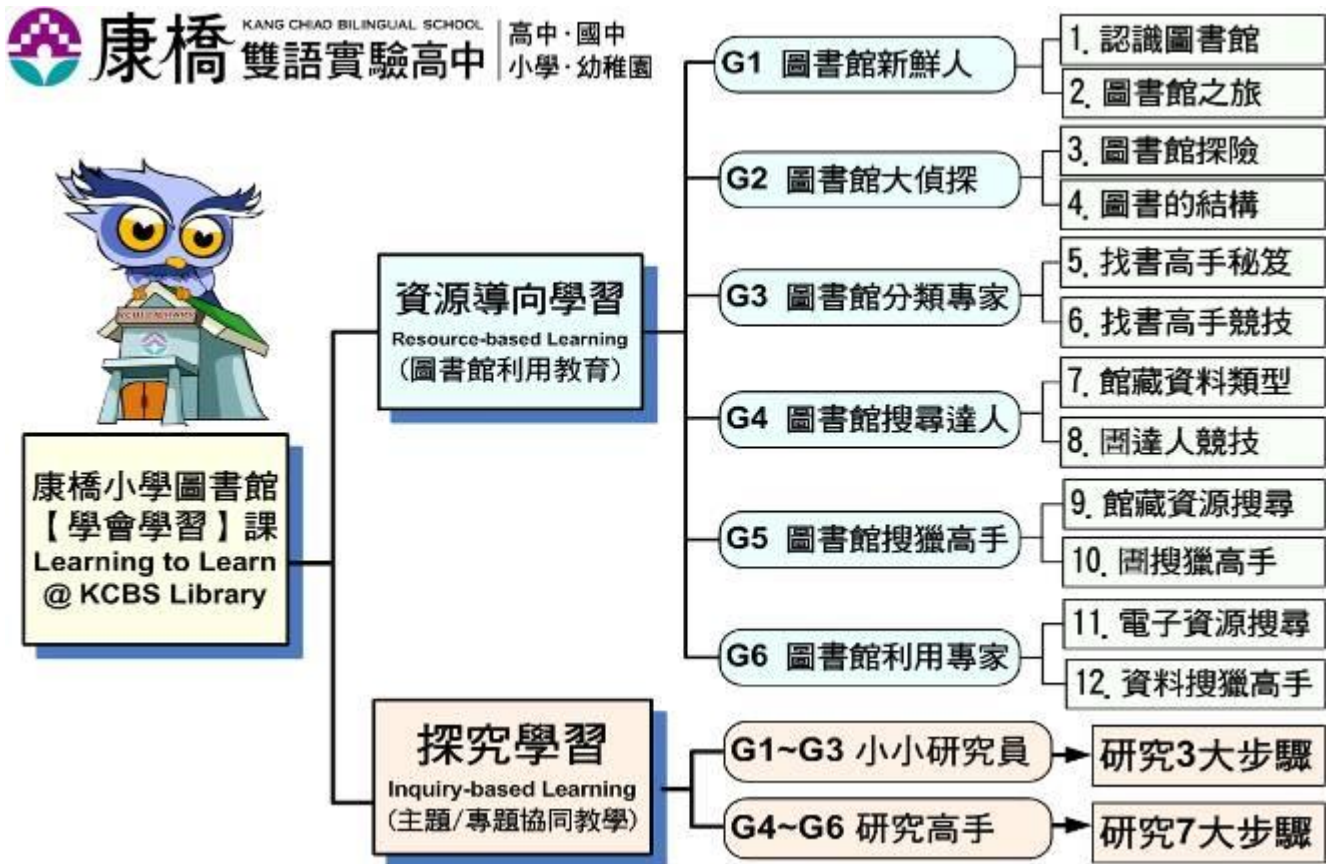 康橋
KANG CHIAO BILINGUAL SCHOOL
雙語實驗高中
高中·國中
小學·幼稚園
康橋小學圖書館
【學會學習】課
Learning to Learn
@ KCBS Library
資源導向學習
Resource-based Learning
(圖書館利用教育)
G1 圖書館新鮮人
1. 認識圖書館
2. 圖書館之旅
G2 圖書館大偵探
3. 圖書館探險
4. 圖書的結構
G3 圖書館分類專家
5. 找書高手秘笈
6. 找書高手競技
G4 圖書館搜尋達人
7. 館藏資料類型
8. 圕達人競技
G5 圖書館搜獵高手
9. 館藏資源搜尋
10. 圕搜獵高手
G6 圖書館利用專家
11. 電子資源搜尋
12. 資料搜獵高手
探究學習
Inquiry-based Learning
(主題/專題協同教學)
G1~G3 小小研究員
研究3大步驟
G4~G6 研究高手
研究7大步驟